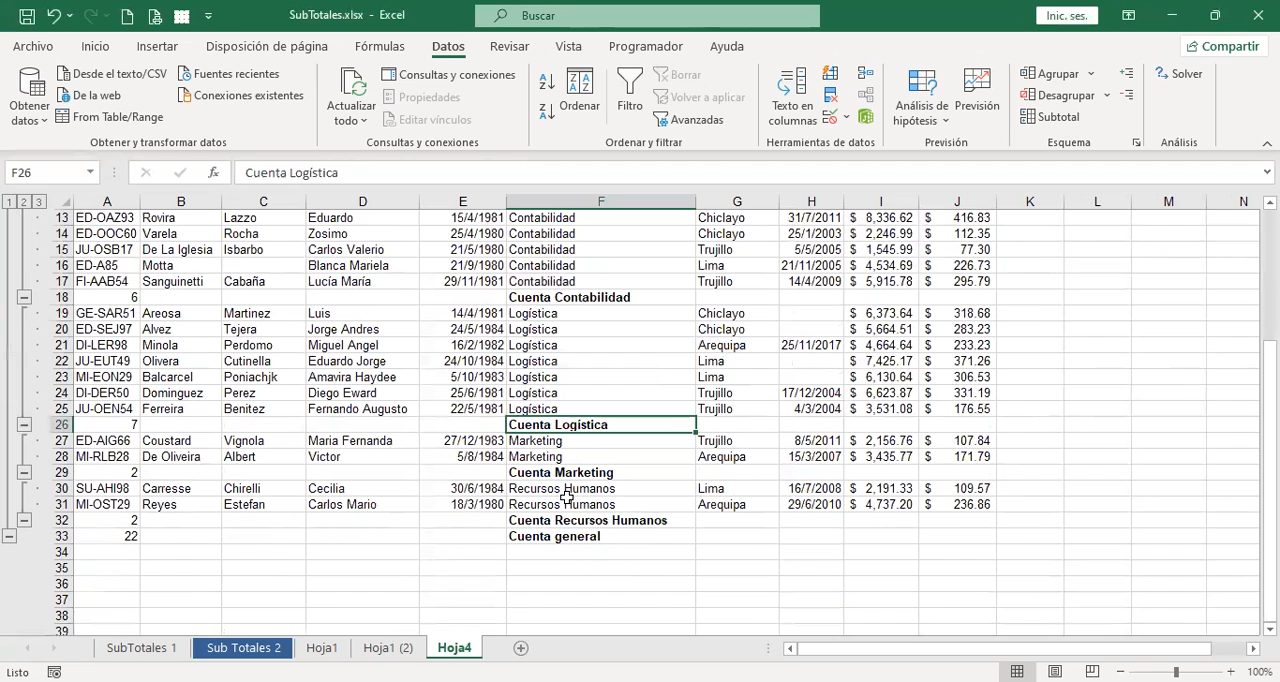 SubTotales.xlsx - Excel
Buscar
Inic. ses.
Archivo Inicio Insertar Disposición de página Fórmulas Datos Revisar Vista Programador Ayuda
Compartir
Obtener datos
Desde el texto/CSV
De la web
From Table/Range
Fuentes recientes
Conexiones existentes
Obtener y transformar datos
Actualizar todo
Consultas y conexiones
Propiedades
Editar vínculos
Consultas y conexiones
Ordenar
Filtro
Borrar
Volver a aplicar
Avanzadas
Ordenar y filtrar
Texto en columnas
Herramientas de datos
Análisis de hipótesis
Previsión
Previsión
Agrupar
Desagrupar
Subtotal
Esquema
Solver
Análisis
F26 fx Cuenta Logística
1 2 3 A B C D E F G H I J K L M N
13 ED-OAZ93 Rovira Lazzo Eduardo 15/4/1981 Contabilidad Chiclayo 31/7/2011 $ 8,336.62 $ 416.83
14 ED-OOC60 Varela Rocha Zosimo 25/4/1980 Contabilidad Chiclayo 25/1/2003 $ 2,246.99 $ 112.35
15 JU-OSB17 De La Iglesia Isbarbo Carlos Valerio 21/5/1980 Contabilidad Trujillo 5/5/2005 $ 1,545.99 $ 77.30
16 ED-A85 Motta Blanca Mariela 21/9/1980 Contabilidad Lima 21/11/2005 $ 4,534.69 $ 226.73
17 FI-AAB54 Sanguinetti Cabaña Lucía María 29/11/1981 Contabilidad Trujillo 14/4/2009 $ 5,915.78 $ 295.79
18 6 Cuenta Contabilidad
19 GE-SAR51 Areosa Martinez Luis 14/4/1981 Logística Chiclayo $ 6,373.64 $ 318.68
20 ED-SEJ97 Alvez Tejera Jorge Andres 24/5/1984 Logística Chiclayo $ 5,664.51 $ 283.23
21 DI-LER98 Minola Perdomo Miguel Angel 16/2/1982 Logística Arequipa 25/11/2017 $ 4,664.64 $ 233.23
22 JU-EUT49 Olivera Cutinella Eduardo Jorge 24/10/1984 Logística Lima $ 7,425.17 $ 371.26
23 MI-EON29 Balcarcel Poniachjk Amavira Haydee 5/10/1983 Logística Lima $ 6,130.64 $ 306.53
24 DI-DER50 Dominguez Perez Diego Eward 25/6/1981 Logística Trujillo 17/12/2004 $ 6,623.87 $ 331.19
25 JU-OEN54 Ferreira Benitez Fernando Augusto 22/5/1981 Logística Trujillo 4/3/2004 $ 3,531.08 $ 176.55
26 7 Cuenta Logística
27 ED-AIG66 Coustard Vignola Maria Fernanda 27/12/1983 Marketing Trujillo 8/5/2011 $ 2,156.76 $ 107.84
28 MI-RLB28 De Oliveira Albert Victor 5/8/1984 Marketing Arequipa 15/3/2007 $ 3,435.77 $ 171.79
29 2 Cuenta Marketing
30 SU-AHI98 Carresse Chirelli Cecilia 30/6/1984 Recursos Humanos Lima 16/7/2008 $ 2,191.33 $ 109.57
31 MI-OST29 Reyes Estefan Carlos Mario 18/3/1980 Recursos Humanos Arequipa 29/6/2010 $ 4,737.20 $ 236.86
32 2 Cuenta Recursos Humanos
33 22 Cuenta general
34
35
36
37
38
39
SubTotales 1 Sub Totales 2 Hoja1 Hoja1 (2) Hoja4
Listo 100%